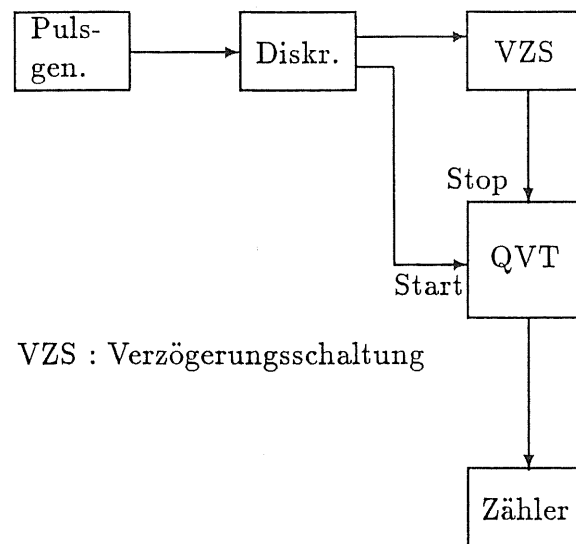 Puls-
gen.
Diskr.
VZS
Stop
QVT
Start
VZS : Verzögerungsschaltung
Zähler